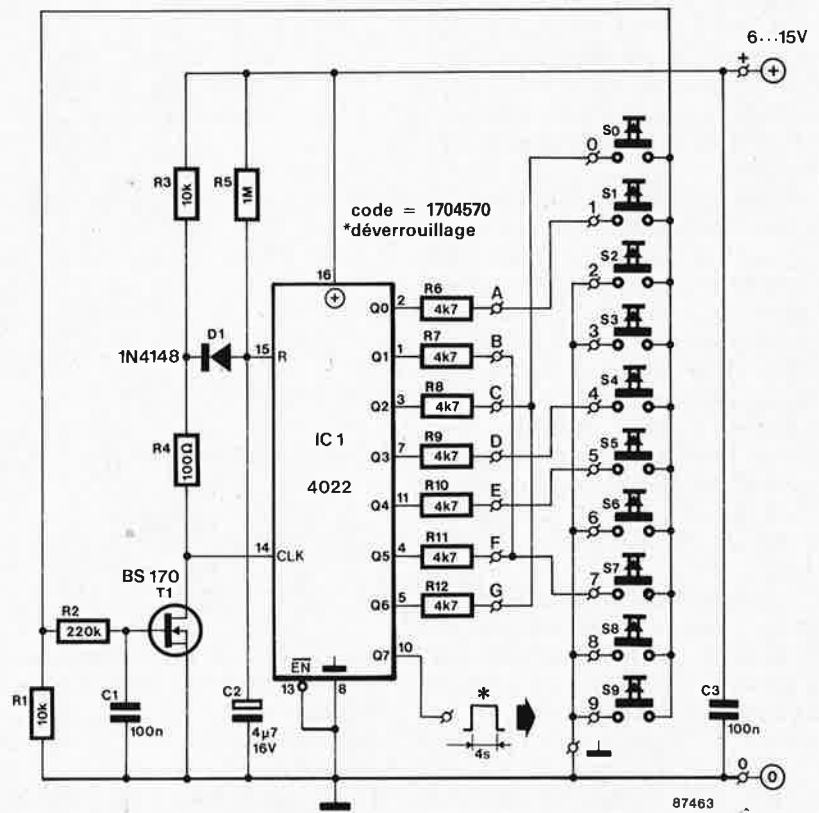 6...15V
+
+
S0
0
S1
1
S2
2
S3
3
S4
4
S5
5
S6
6
S7
7
S8
8
S9
9
R3
10k
R5
1M
code = 1704570
*déverrouillage
16
+
D1
1N4148
15
R
R4
100Ω
IC 1
4022
14
CLK
BS 170
T1
R2
220k
R1
10k
C1
100n
C2
4µ7
16V
EN
13
8
Q0
2
R6
4k7
A
Q1
1
R7
4k7
B
Q2
3
R8
4k7
C
Q3
7
R9
4k7
D
Q4
11
R10
4k7
E
Q5
4
R11
4k7
F
Q6
5
R12
4k7
G
Q7
10
*
4s
C3
100n
0
0
87463